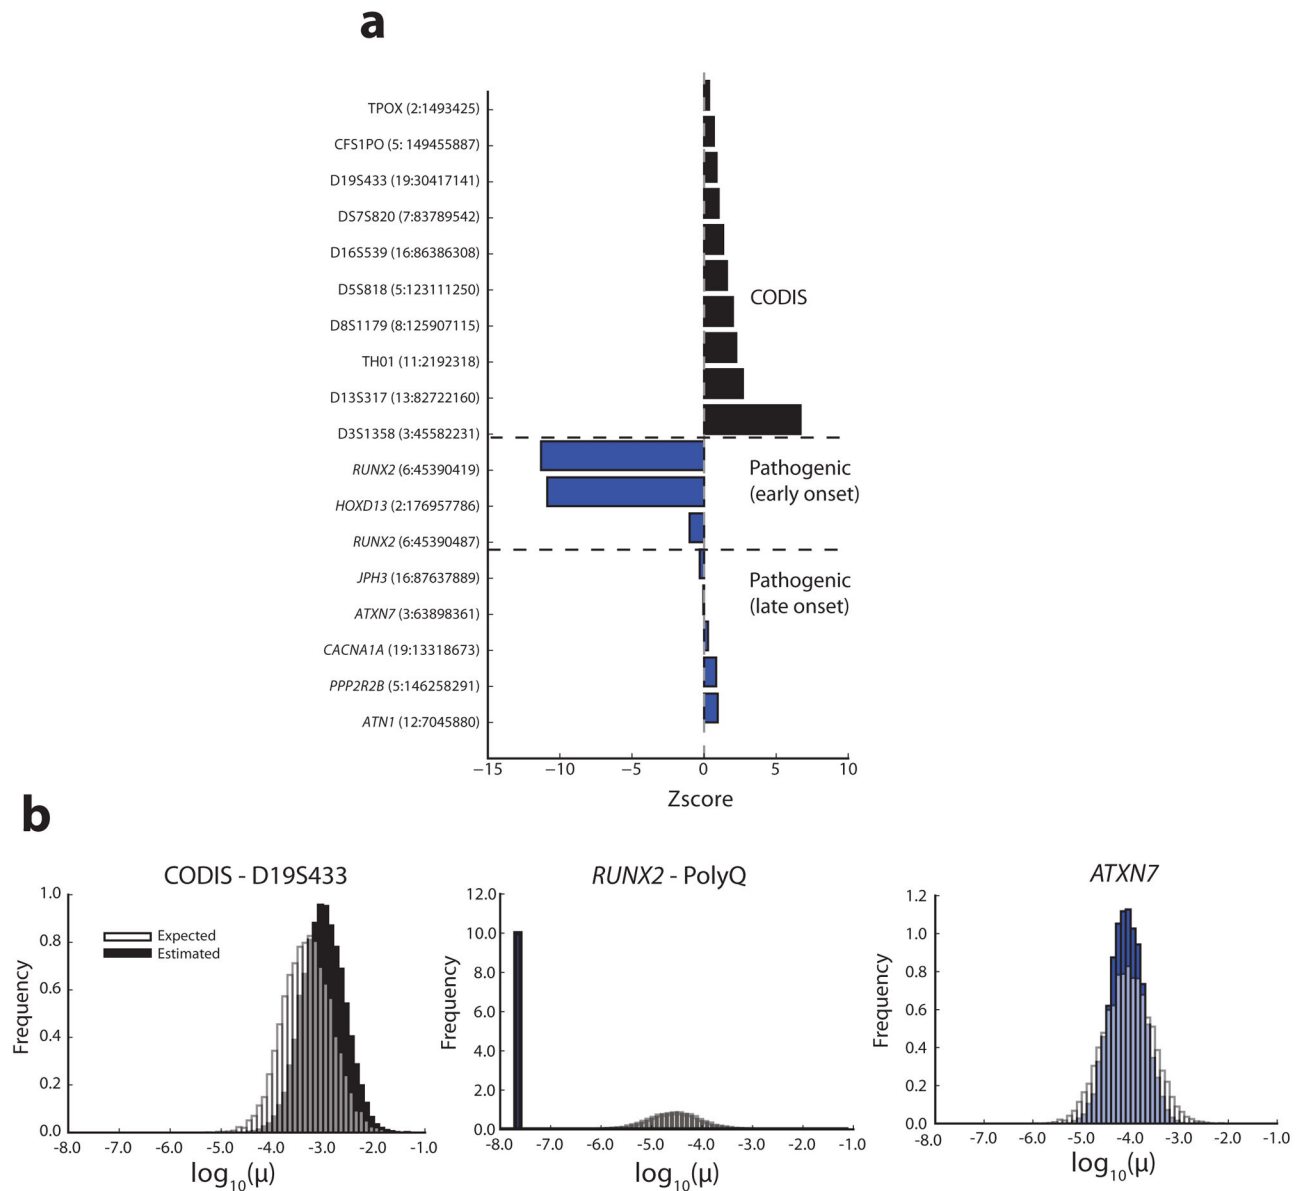 a
TPOX (2:1493425)
CFS1PO (5: 149455887)
D19S433 (19:30417141)
DS7S820 (7:83789542)
D16S539 (16:86386308)
D5S818 (5:123111250)
D8S1179 (8:125907115)
TH01 (11:2192318)
D13S317 (13:82722160)
D3S1358 (3:45582231)
RUNX2 (6:45390419)
HOXD13 (2:176957786)
RUNX2 (6:45390487)
JPH3 (16:87637889)
ATXN7 (3:63898361)
CACNA1A (19:13318673)
PPP2R2B (5:146258291)
ATN1 (12:7045880)
CODIS
Pathogenic
(early onset)
Pathogenic
(late onset)
−15 −10 −5 0 5 10
Zscore
b
CODIS - D19S433
Expected
Estimated
Frequency
1.0
0.8
0.6
0.4
0.2
0.0
-8.0 -7.0 -6.0 -5.0 -4.0 -3.0 -2.0 -1.0
log10(μ)
RUNX2 - PolyQ
Frequency
12.0
10.0
8.0
6.0
4.0
2.0
0.0
-8.0 -7.0 -6.0 -5.0 -4.0 -3.0 -2.0 -1.0
log10(μ)
ATXN7
Frequency
1.2
1.0
0.8
0.6
0.4
0.2
0.0
-8.0 -7.0 -6.0 -5.0 -4.0 -3.0 -2.0 -1.0
log10(μ)